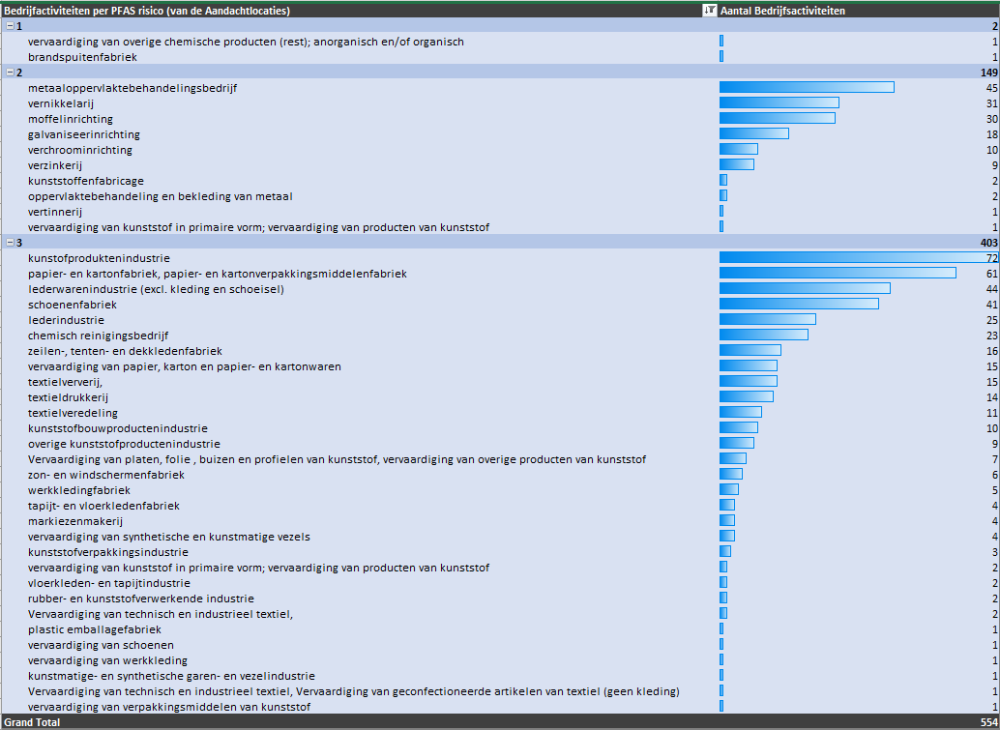 Bedrijfactiviteiten per PFAS risico (van de Aandachtlocaties) Aantal Bedrijfsactiviteiten
1 2
vervaardiging van overige chemische producten (rest); anorganisch en/of organisch 1
brandspuitenfabriek 1
2 149
metaaloppervlaktebehandelingsbedrijf 45
vernikkelarij 31
moffelinrichting 30
galvaniseerinrichting 18
verchroominrichting 10
verzinkerij 9
kunststoffenfabricage 2
oppervlaktebehandeling en bekleding van metaal 2
vertinnerij 1
vervaardiging van kunststof in primaire vorm; vervaardiging van producten van kunststof 1
3 403
kunstofproduktenindustrie 72
papier- en kartonfabriek, papier- en kartonverpakkingsmiddelenfabriek 61
lederwarenindustrie (excl. kleding en schoeisel) 44
schoenenfabriek 41
lederindustrie 25
chemisch reinigingsbedrijf 23
zeilen-, tenten- en dekkledenfabriek 16
vervaardiging van papier, karton en papier- en kartonwaren 15
textielververij, 15
textieldrukkerij 14
textielveredeling 11
kunststofbouwproductenindustrie 10
overige kunststofproductenindustrie 9
Vervaardiging van platen, folie , buizen en profielen van kunststof, vervaardiging van overige producten van kunststof 7
zon- en windschermenfabriek 6
werkkledingfabriek 5
tapijt- en vloerkledenfabriek 4
markiezenmakerij 4
vervaardiging van synthetische en kunstmatige vezels 4
kunststofverpakkingsindustrie 3
vervaardiging van kunststof in primaire vorm; vervaardiging van producten van kunststof 2
vloerkleden- en tapijtindustrie 2
rubber- en kunststofverwerkende industrie 2
Vervaardiging van technisch en industrieel textiel, 2
plastic emballagefabriek 1
vervaardiging van schoenen 1
vervaardiging van werkkleding 1
kunstmatige- en synthetische garen- en vezelindustrie 1
Vervaardiging van technisch en industrieel textiel, Vervaardiging van geconfectioneerde artikelen van textiel (geen kleding) 1
vervaardiging van verpakkingsmiddelen van kunststof 1
Grand Total 554